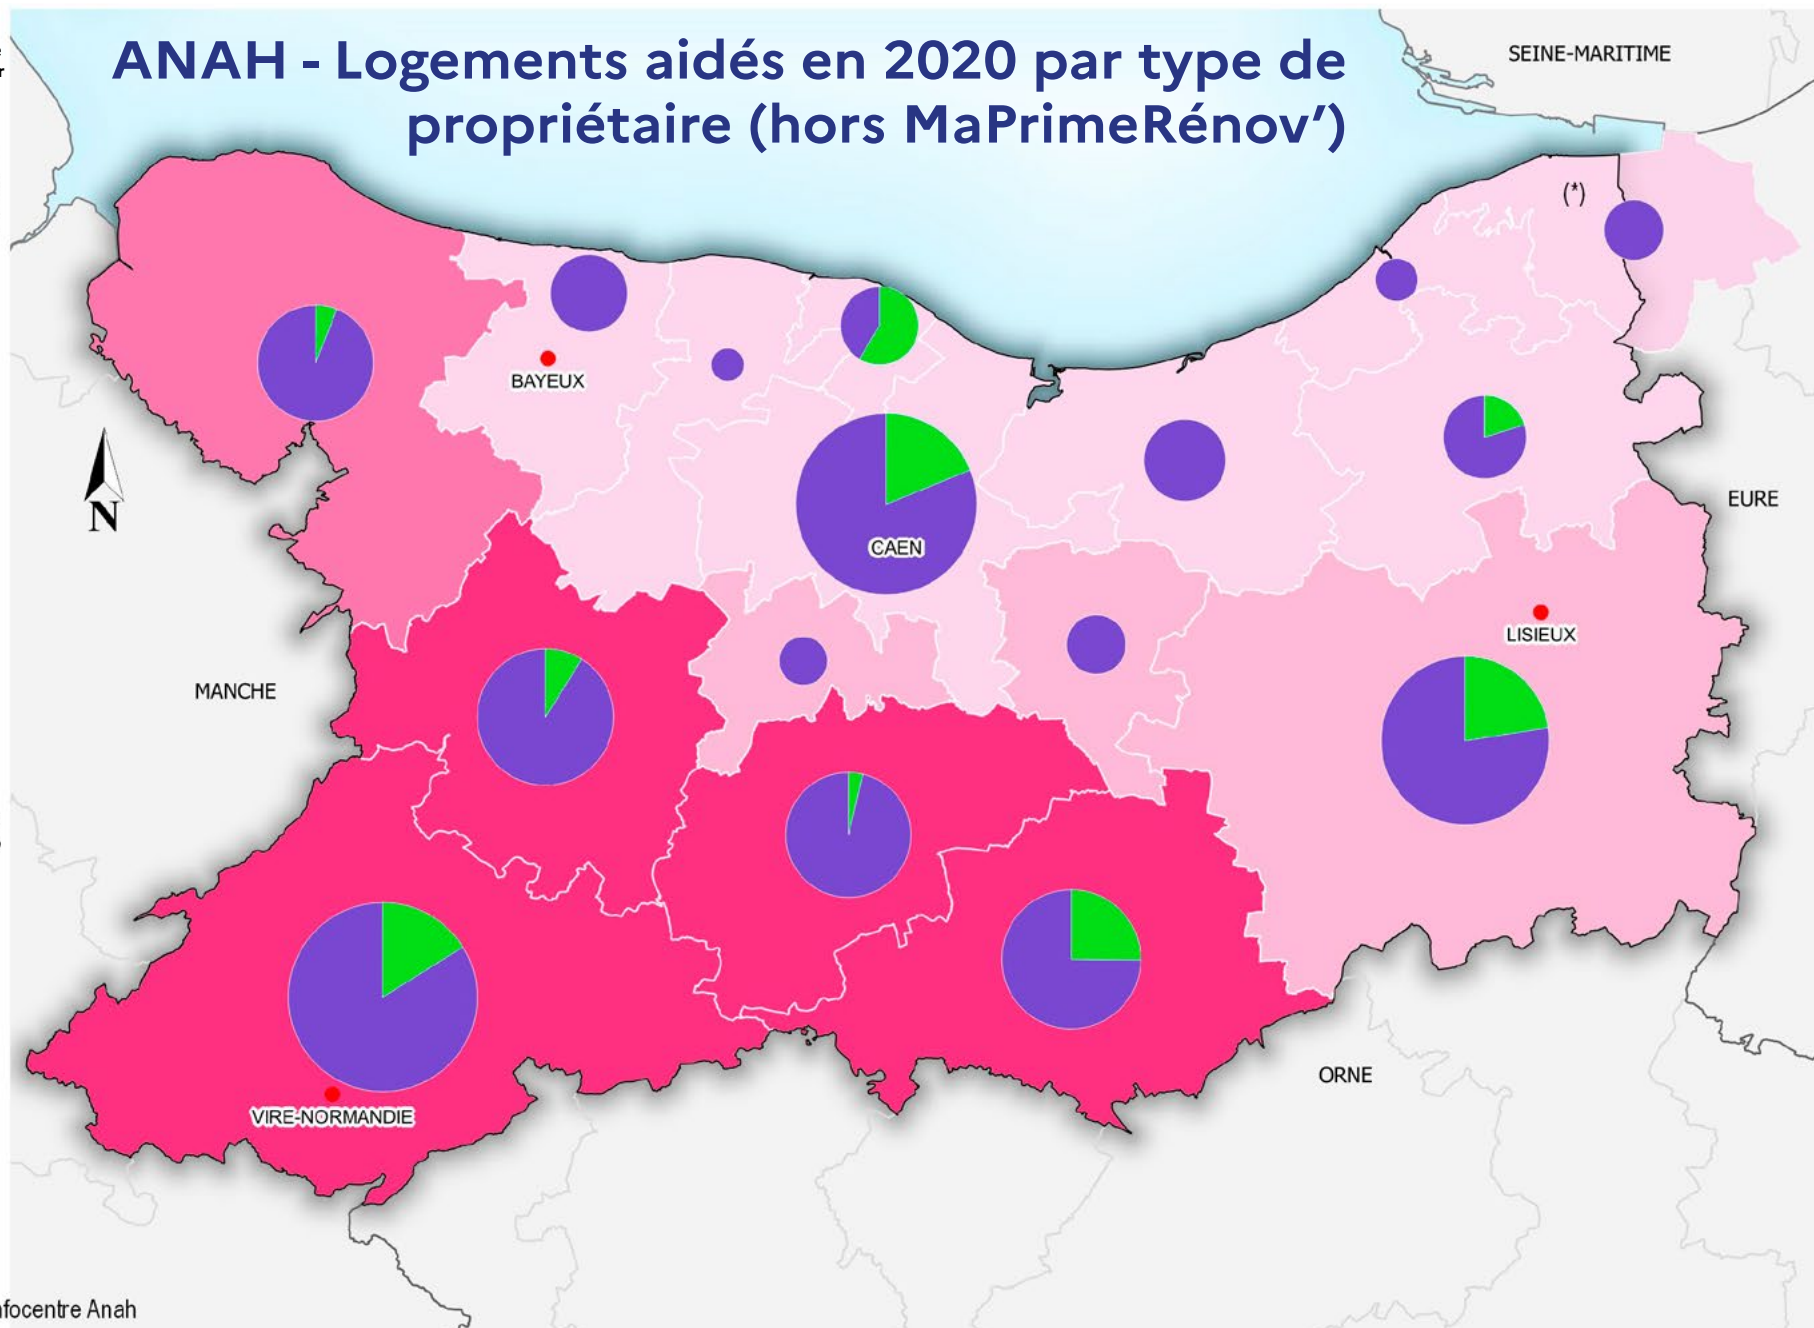 ANAH - Logements aidés en 2020 par type de
propriétaire (hors MaPrimeRénov’)
SEINE-MARITIME
(*)
BAYEUX
N
EURE
CAEN
LISIEUX
MANCHE
ORNE
VIRE-NORMANDIE
focentre Anah